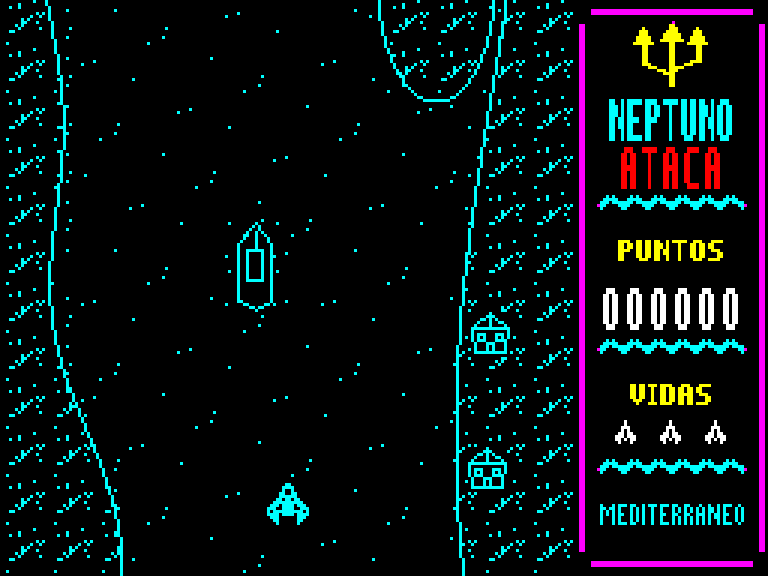 NEPTUNO
ATACA
PUNTOS
000000
VIDAS
MEDITERRANEO